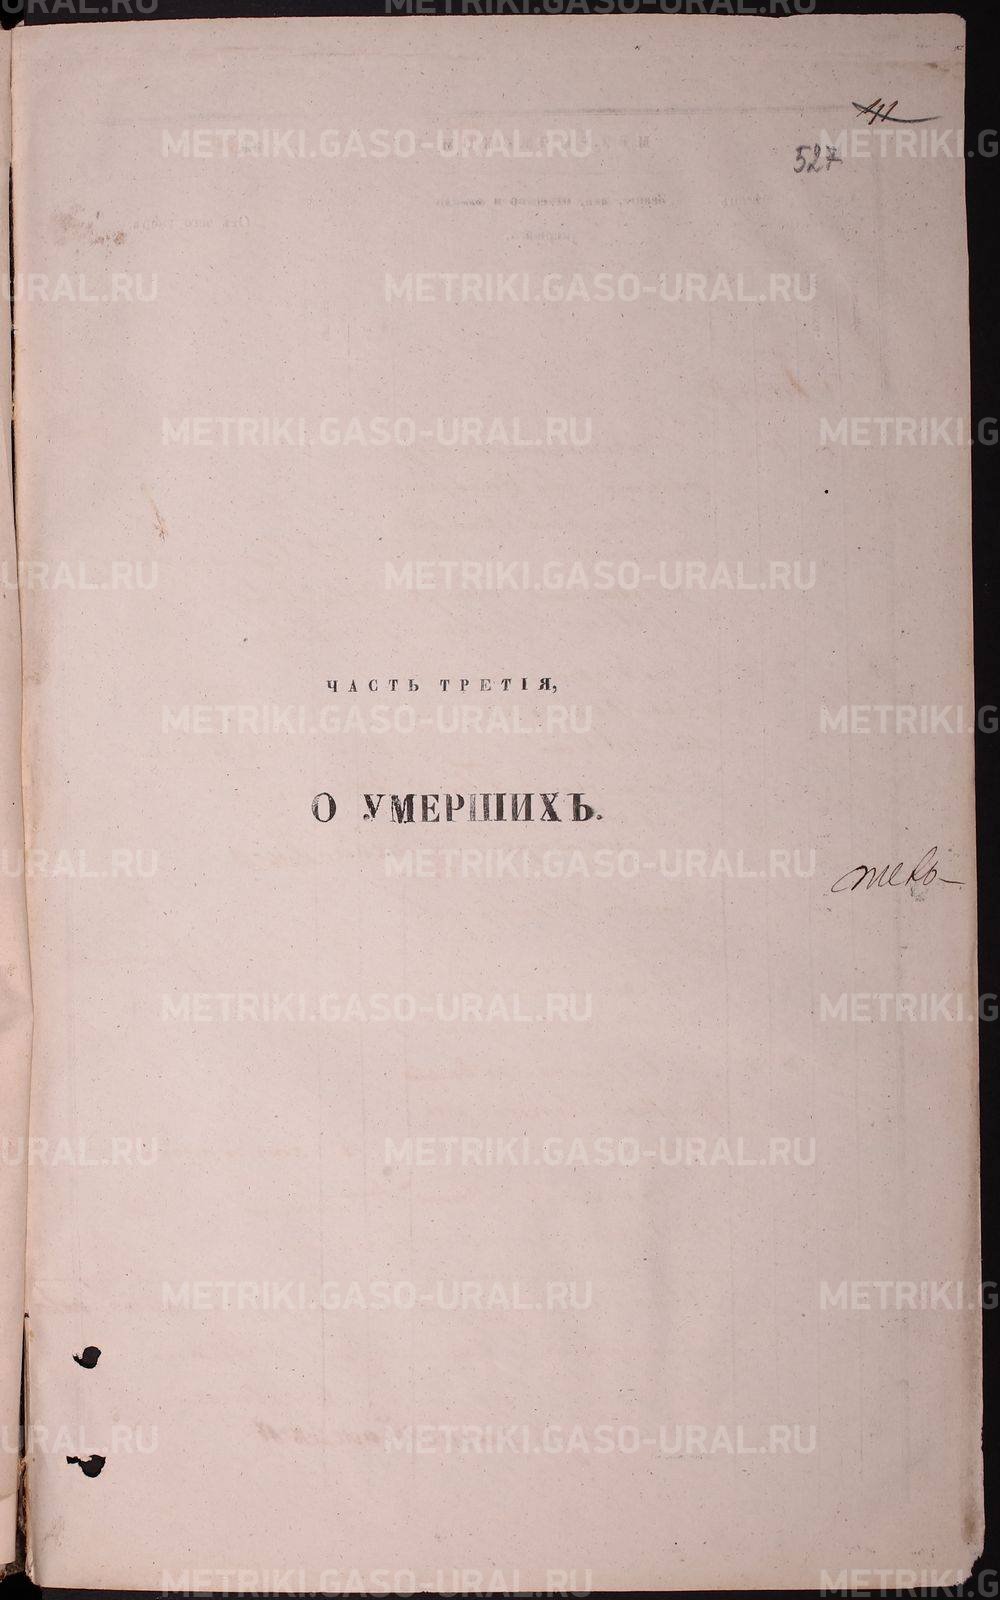 41
527
ЧАСТЬ ТРЕТІЯ,
О УМЕРШИХЪ.
METRIKI.GASO-URAL.RU